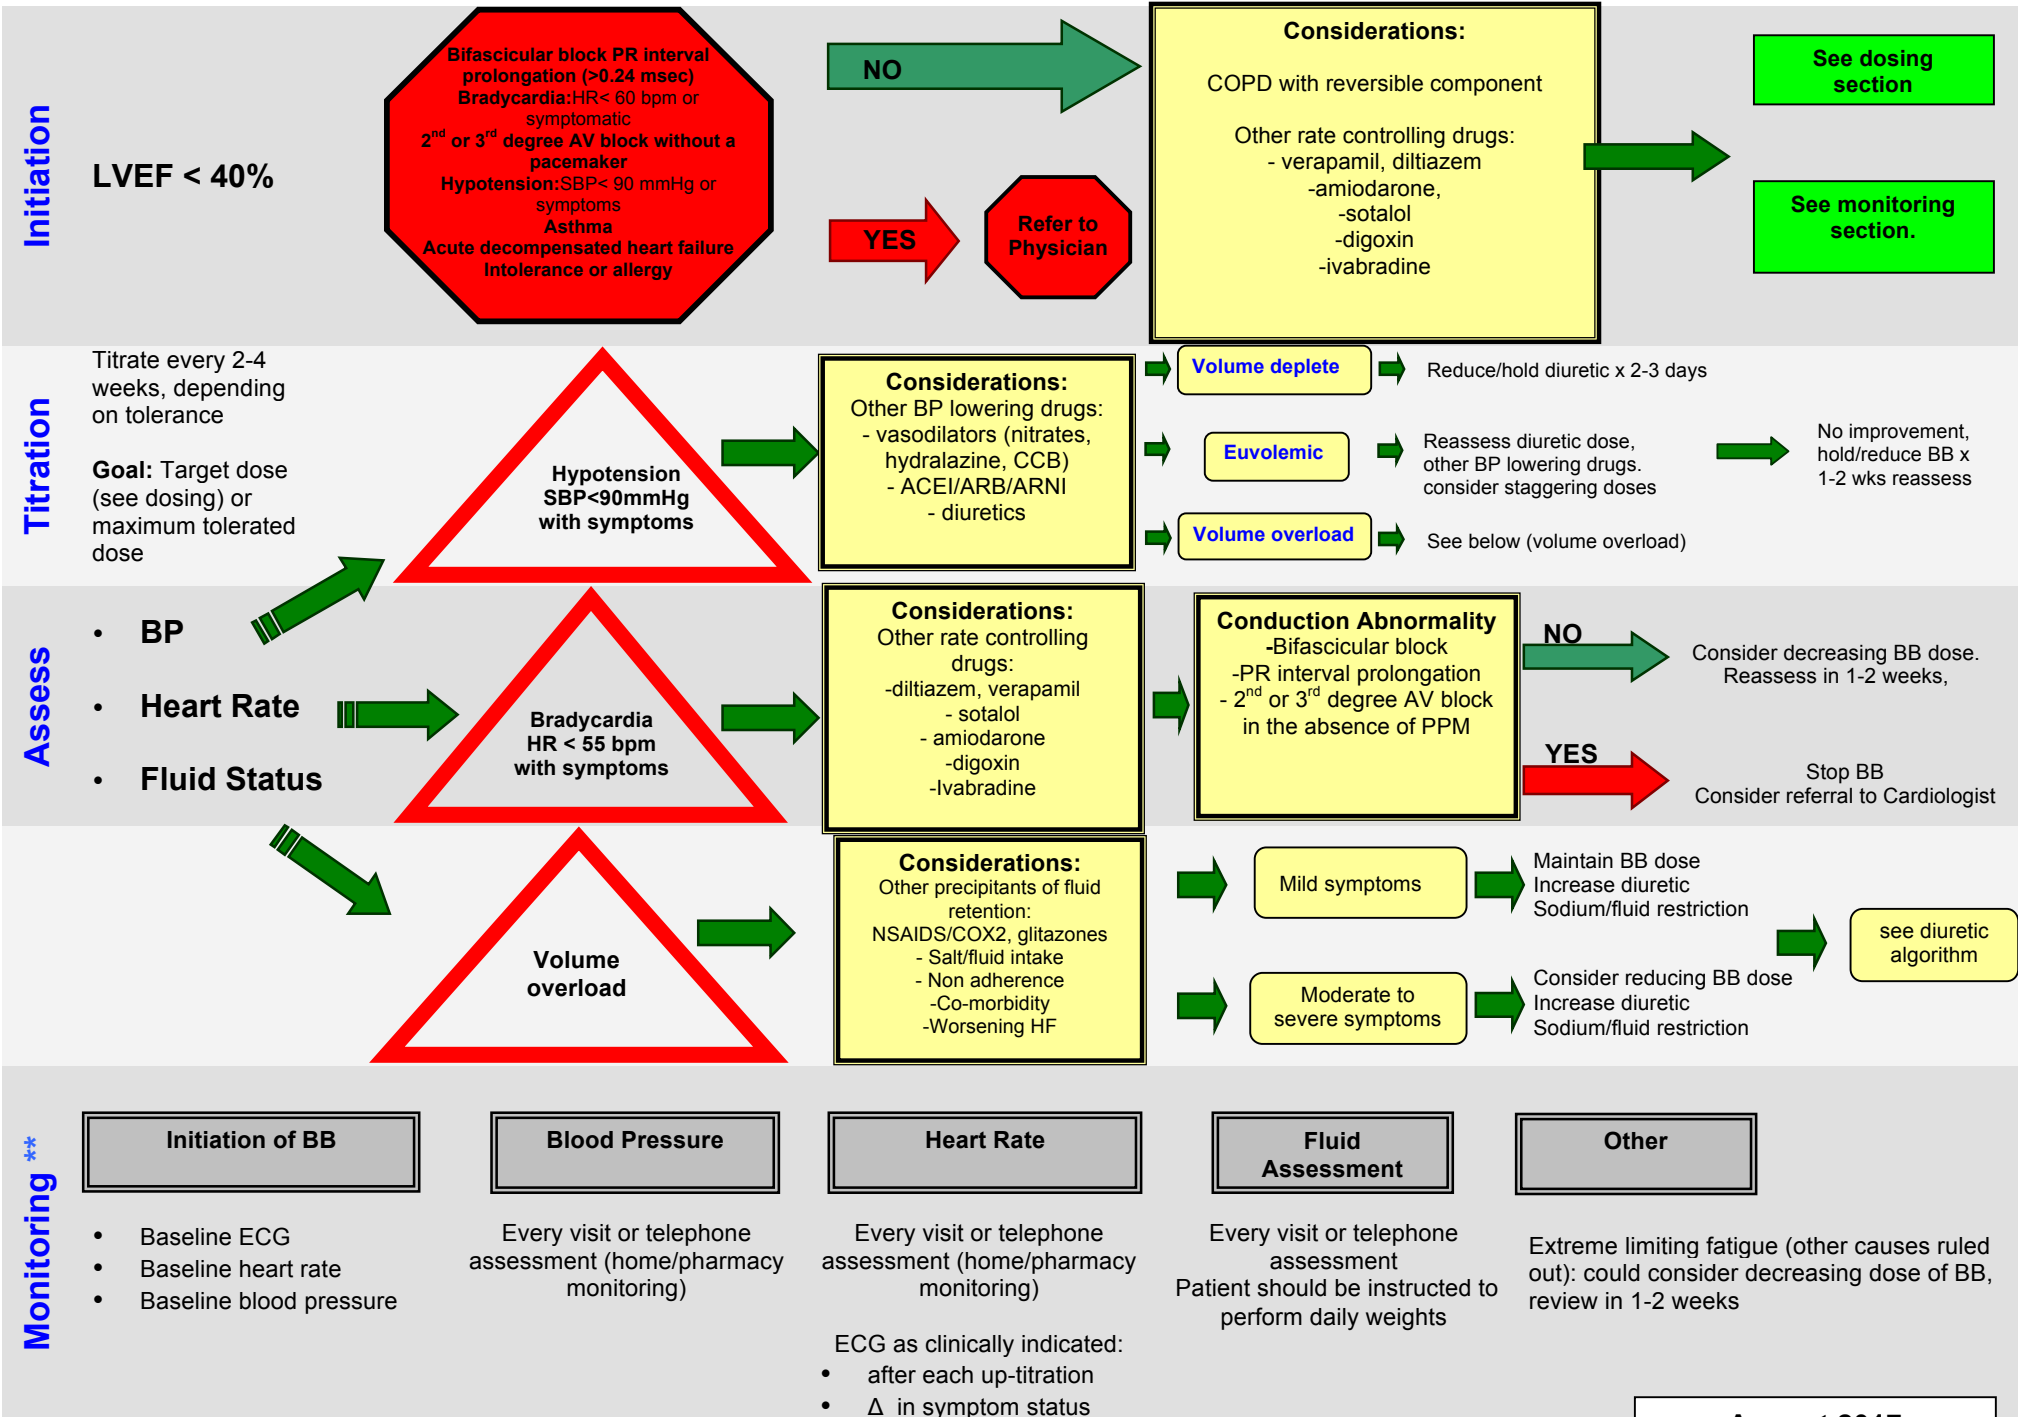 Initiation
LVEF < 40%
Bifascicular block PR interval
prolongation (>0.24 msec)
Bradycardia:HR< 60 bpm or
symptomatic
2nd or 3rd degree AV block without a
pacemaker
Hypotension:SBP< 90 mmHg or
symptoms
Asthma
Acute decompensated heart failure
Intolerance or allergy
NO
YES
Refer to
Physician
Considerations:
COPD with reversible component
Other rate controlling drugs:
- verapamil, diltiazem
-amiodarone,
-sotalol
-digoxin
-ivabradine
See dosing
section
See monitoring
section.
Titration
Titrate every 2-4
weeks, depending
on tolerance
Goal: Target dose
(see dosing) or
maximum tolerated
dose
Hypotension
SBP<90mmHg
with symptoms
Considerations:
Other BP lowering drugs:
- vasodilators (nitrates,
hydralazine, CCB)
- ACEI/ARB/ARNI
- diuretics
Volume deplete
Reduce/hold diuretic x 2-3 days
Euvolemic
Reassess diuretic dose,
other BP lowering drugs.
consider staggering doses
No improvement,
hold/reduce BB x
1-2 wks reassess
Volume overload
See below (volume overload)
Assess
• BP
• Heart Rate
• Fluid Status
Bradycardia
HR < 55 bpm
with symptoms
Considerations:
Other rate controlling
drugs:
-diltiazem, verapamil
- sotalol
- amiodarone
-digoxin
-Ivabradine
Conduction Abnormality
-Bifascicular block
-PR interval prolongation
- 2nd or 3rd degree AV block
in the absence of PPM
NO
Consider decreasing BB dose.
Reassess in 1-2 weeks,
YES
Stop BB
Consider referral to Cardiologist
Volume
overload
Considerations:
Other precipitants of fluid
retention:
NSAIDS/COX2, glitazones
- Salt/fluid intake
- Non adherence
-Co-morbidity
-Worsening HF
Mild symptoms
Maintain BB dose
Increase diuretic
Sodium/fluid restriction
Moderate to
severe symptoms
Consider reducing BB dose
Increase diuretic
Sodium/fluid restriction
see diuretic
algorithm
Monitoring **
Initiation of BB
• Baseline ECG
• Baseline heart rate
• Baseline blood pressure
Blood Pressure
Every visit or telephone
assessment (home/pharmacy
monitoring)
Heart Rate
Every visit or telephone
assessment (home/pharmacy
monitoring)
ECG as clinically indicated:
• after each up-titration
• Δ in symptom status
Fluid
Assessment
Every visit or telephone
assessment
Patient should be instructed to
perform daily weights
Other
Extreme limiting fatigue (other causes ruled
out): could consider decreasing dose of BB,
review in 1-2 weeks
August 2017